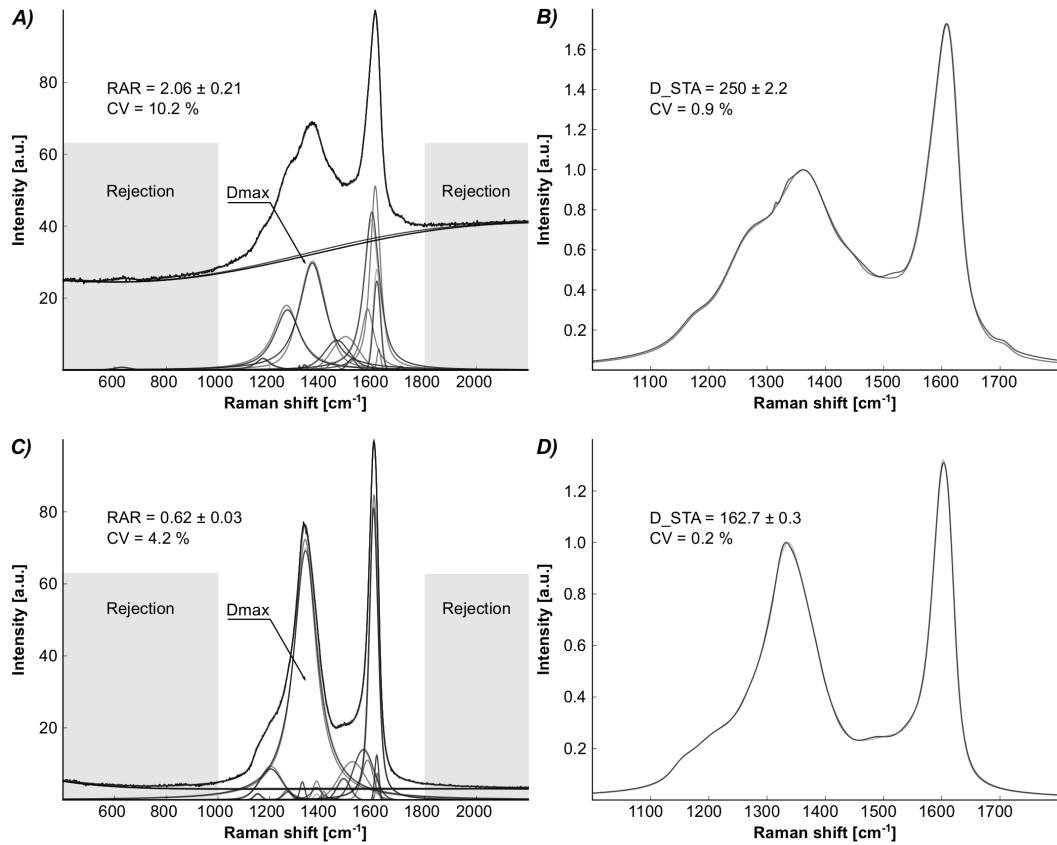 A)
RAR = 2.06 ± 0.21
CV = 10.2 %
Rejection
Dmax
Rejection
Intensity [a.u.]
80
60
40
20
600
800
1000
1200
1400
1600
1800
2000
Raman shift [cm-1]
B)
D_STA = 250 ± 2.2
CV = 0.9 %
Intensity [a.u.]
1.6
1.4
1.2
1.0
0.8
0.6
0.4
0.2
1100
1200
1300
1400
1500
1600
1700
Raman shift [cm-1]
C)
RAR = 0.62 ± 0.03
CV = 4.2 %
Rejection
Dmax
Rejection
Intensity [a.u.]
80
60
40
20
600
800
1000
1200
1400
1600
1800
2000
Raman shift [cm-1]
D)
D_STA = 162.7 ± 0.3
CV = 0.2 %
Intensity [a.u.]
1.2
1.0
0.8
0.6
0.4
0.2
1100
1200
1300
1400
1500
1600
1700
Raman shift [cm-1]